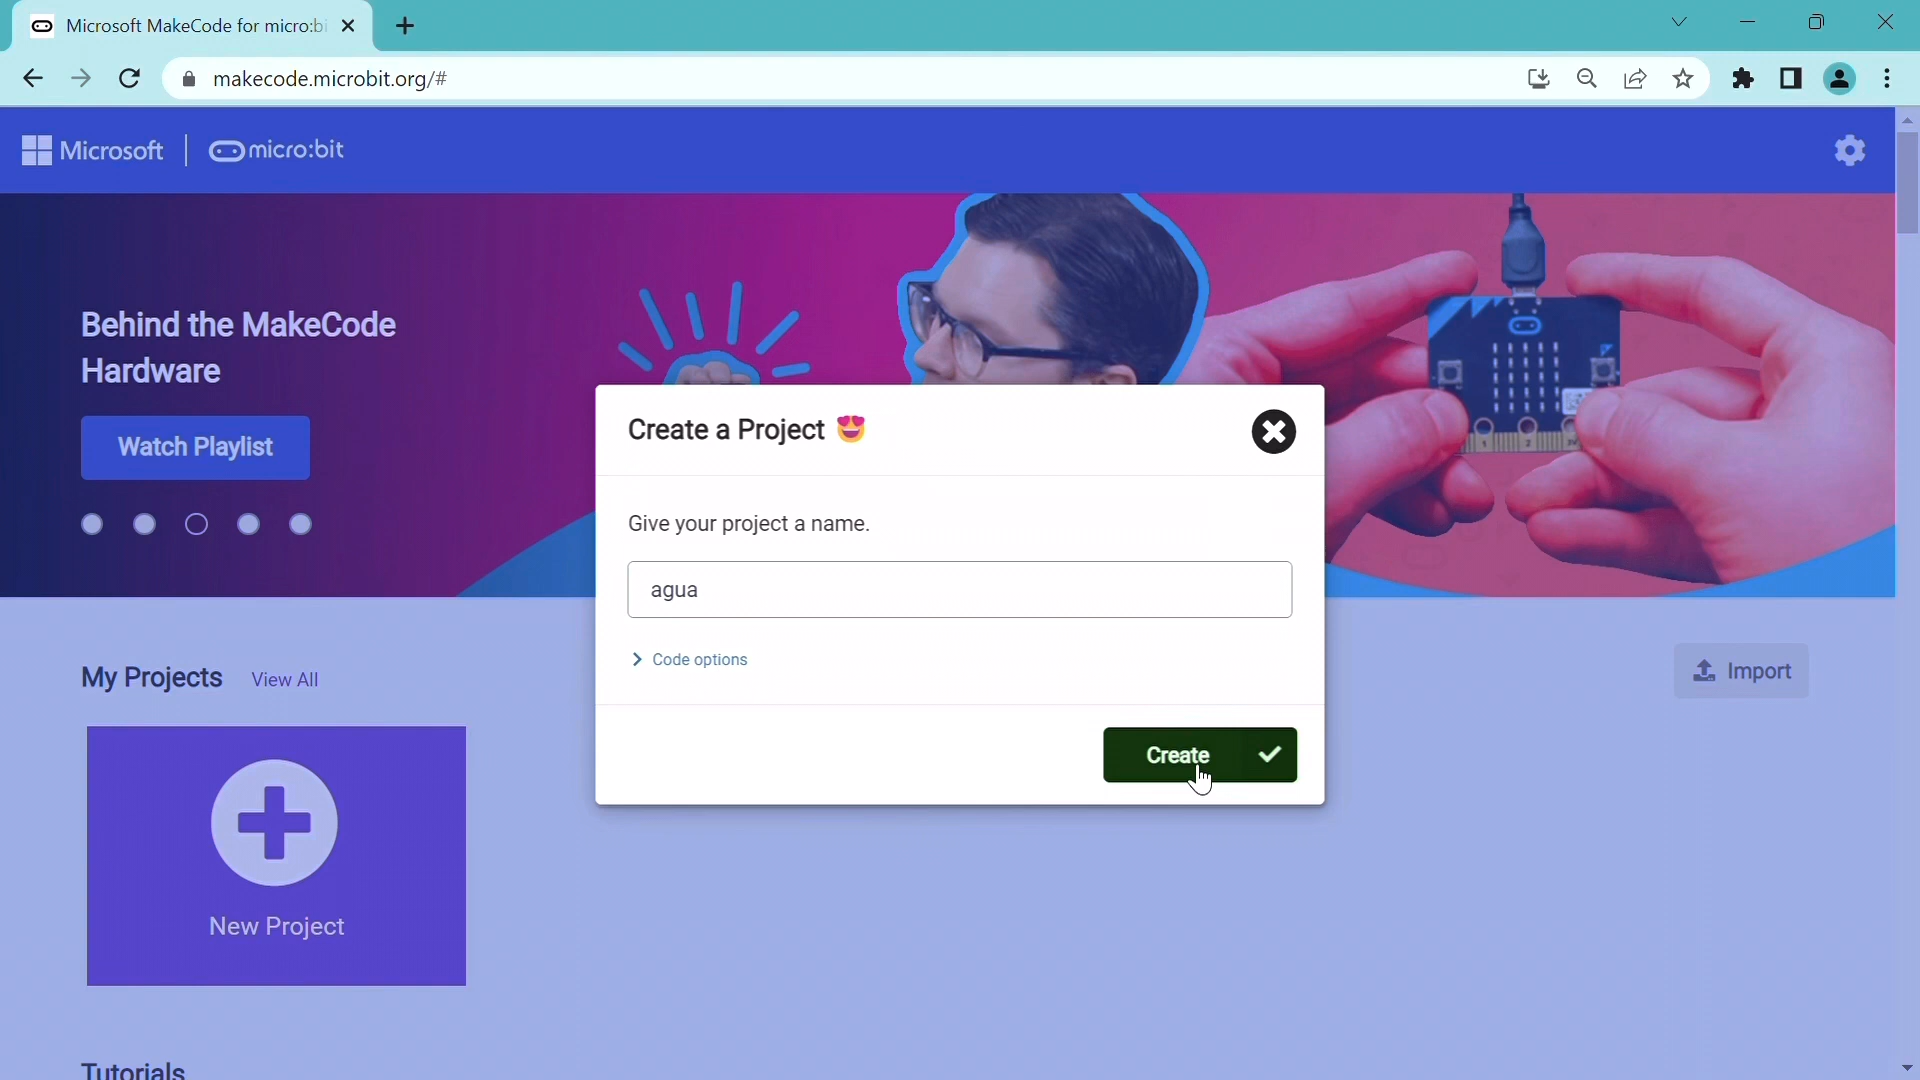 Microsoft MakeCode for micro:bi
makecode.microbit.org/#
Microsoft | micro:bit
Behind the MakeCode
Hardware
Watch Playlist
Create a Project 😍
Give your project a name.
agua
Code options
Create
My Projects View All
Import
New Project
Tutorials